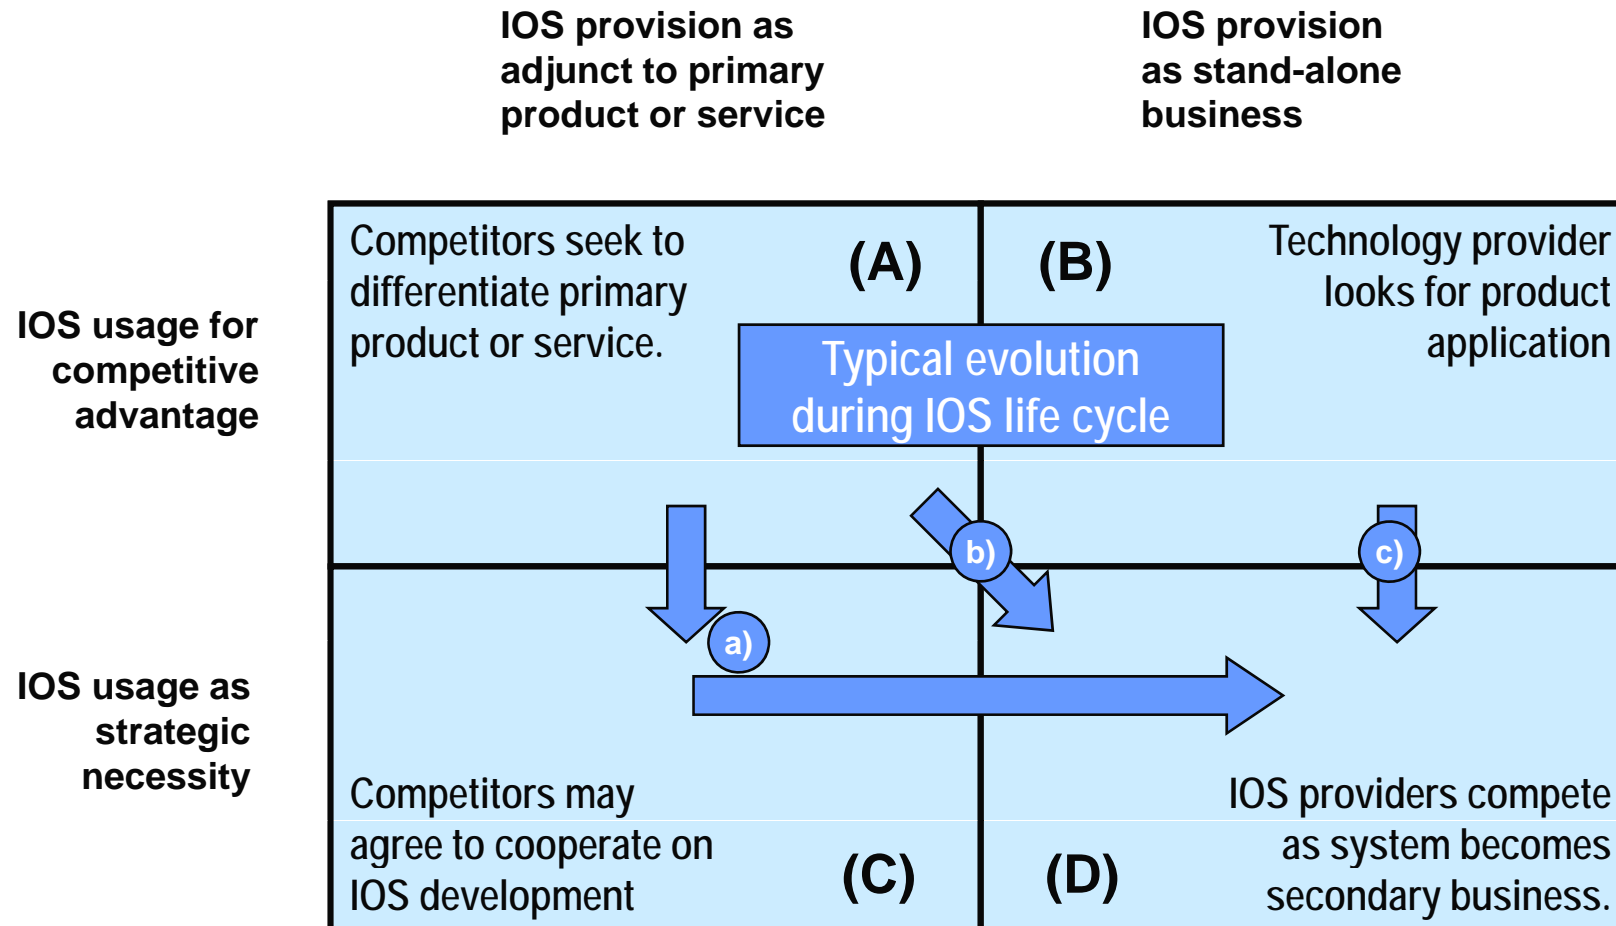 IOS provision as
adjunct to primary
product or service
IOS provision
as stand-alone
business
IOS usage for
competitive
advantage
Competitors seek to
differentiate primary
product or service.
(A)
(B)
Technology provider
looks for product
application
Typical evolution
during IOS life cycle
b)
c)
a)
IOS usage as
strategic
necessity
Competitors may
agree to cooperate on
IOS development
(C)
(D)
IOS providers compete
as system becomes
secondary business.